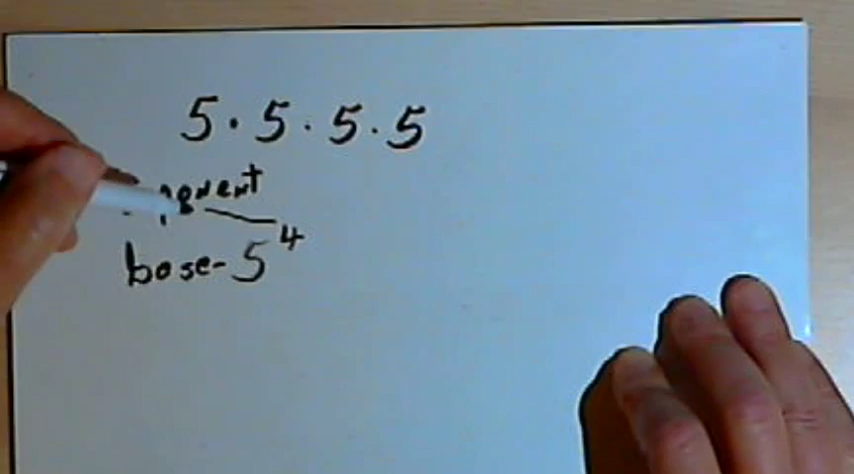 5 · 5 · 5 · 5
base- 5⁴